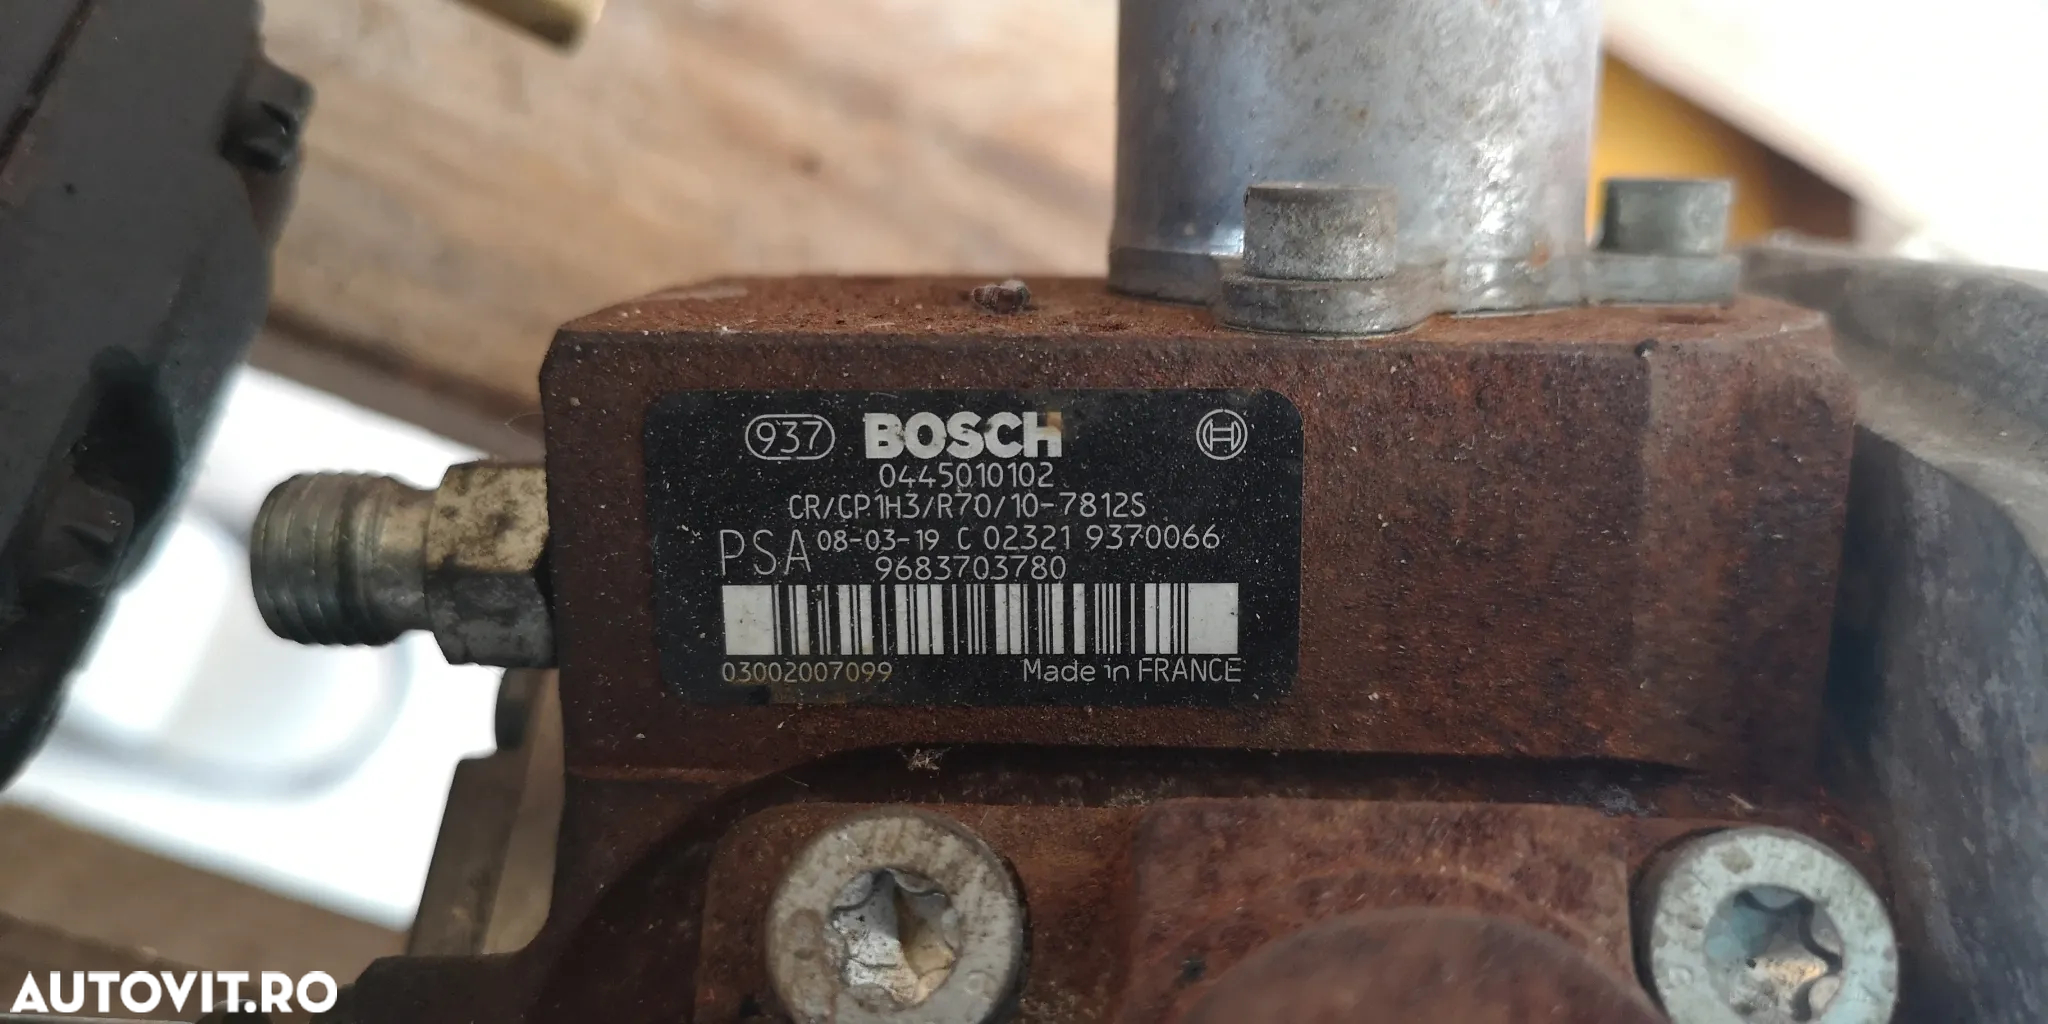 937 BOSCH
0445010102
CR/CP1H3/R70/10-7812S
PSA 08-03-19 C 02321 9370066
9683703780
03002007099 Made in FRANCE
AUTOVIT.RO